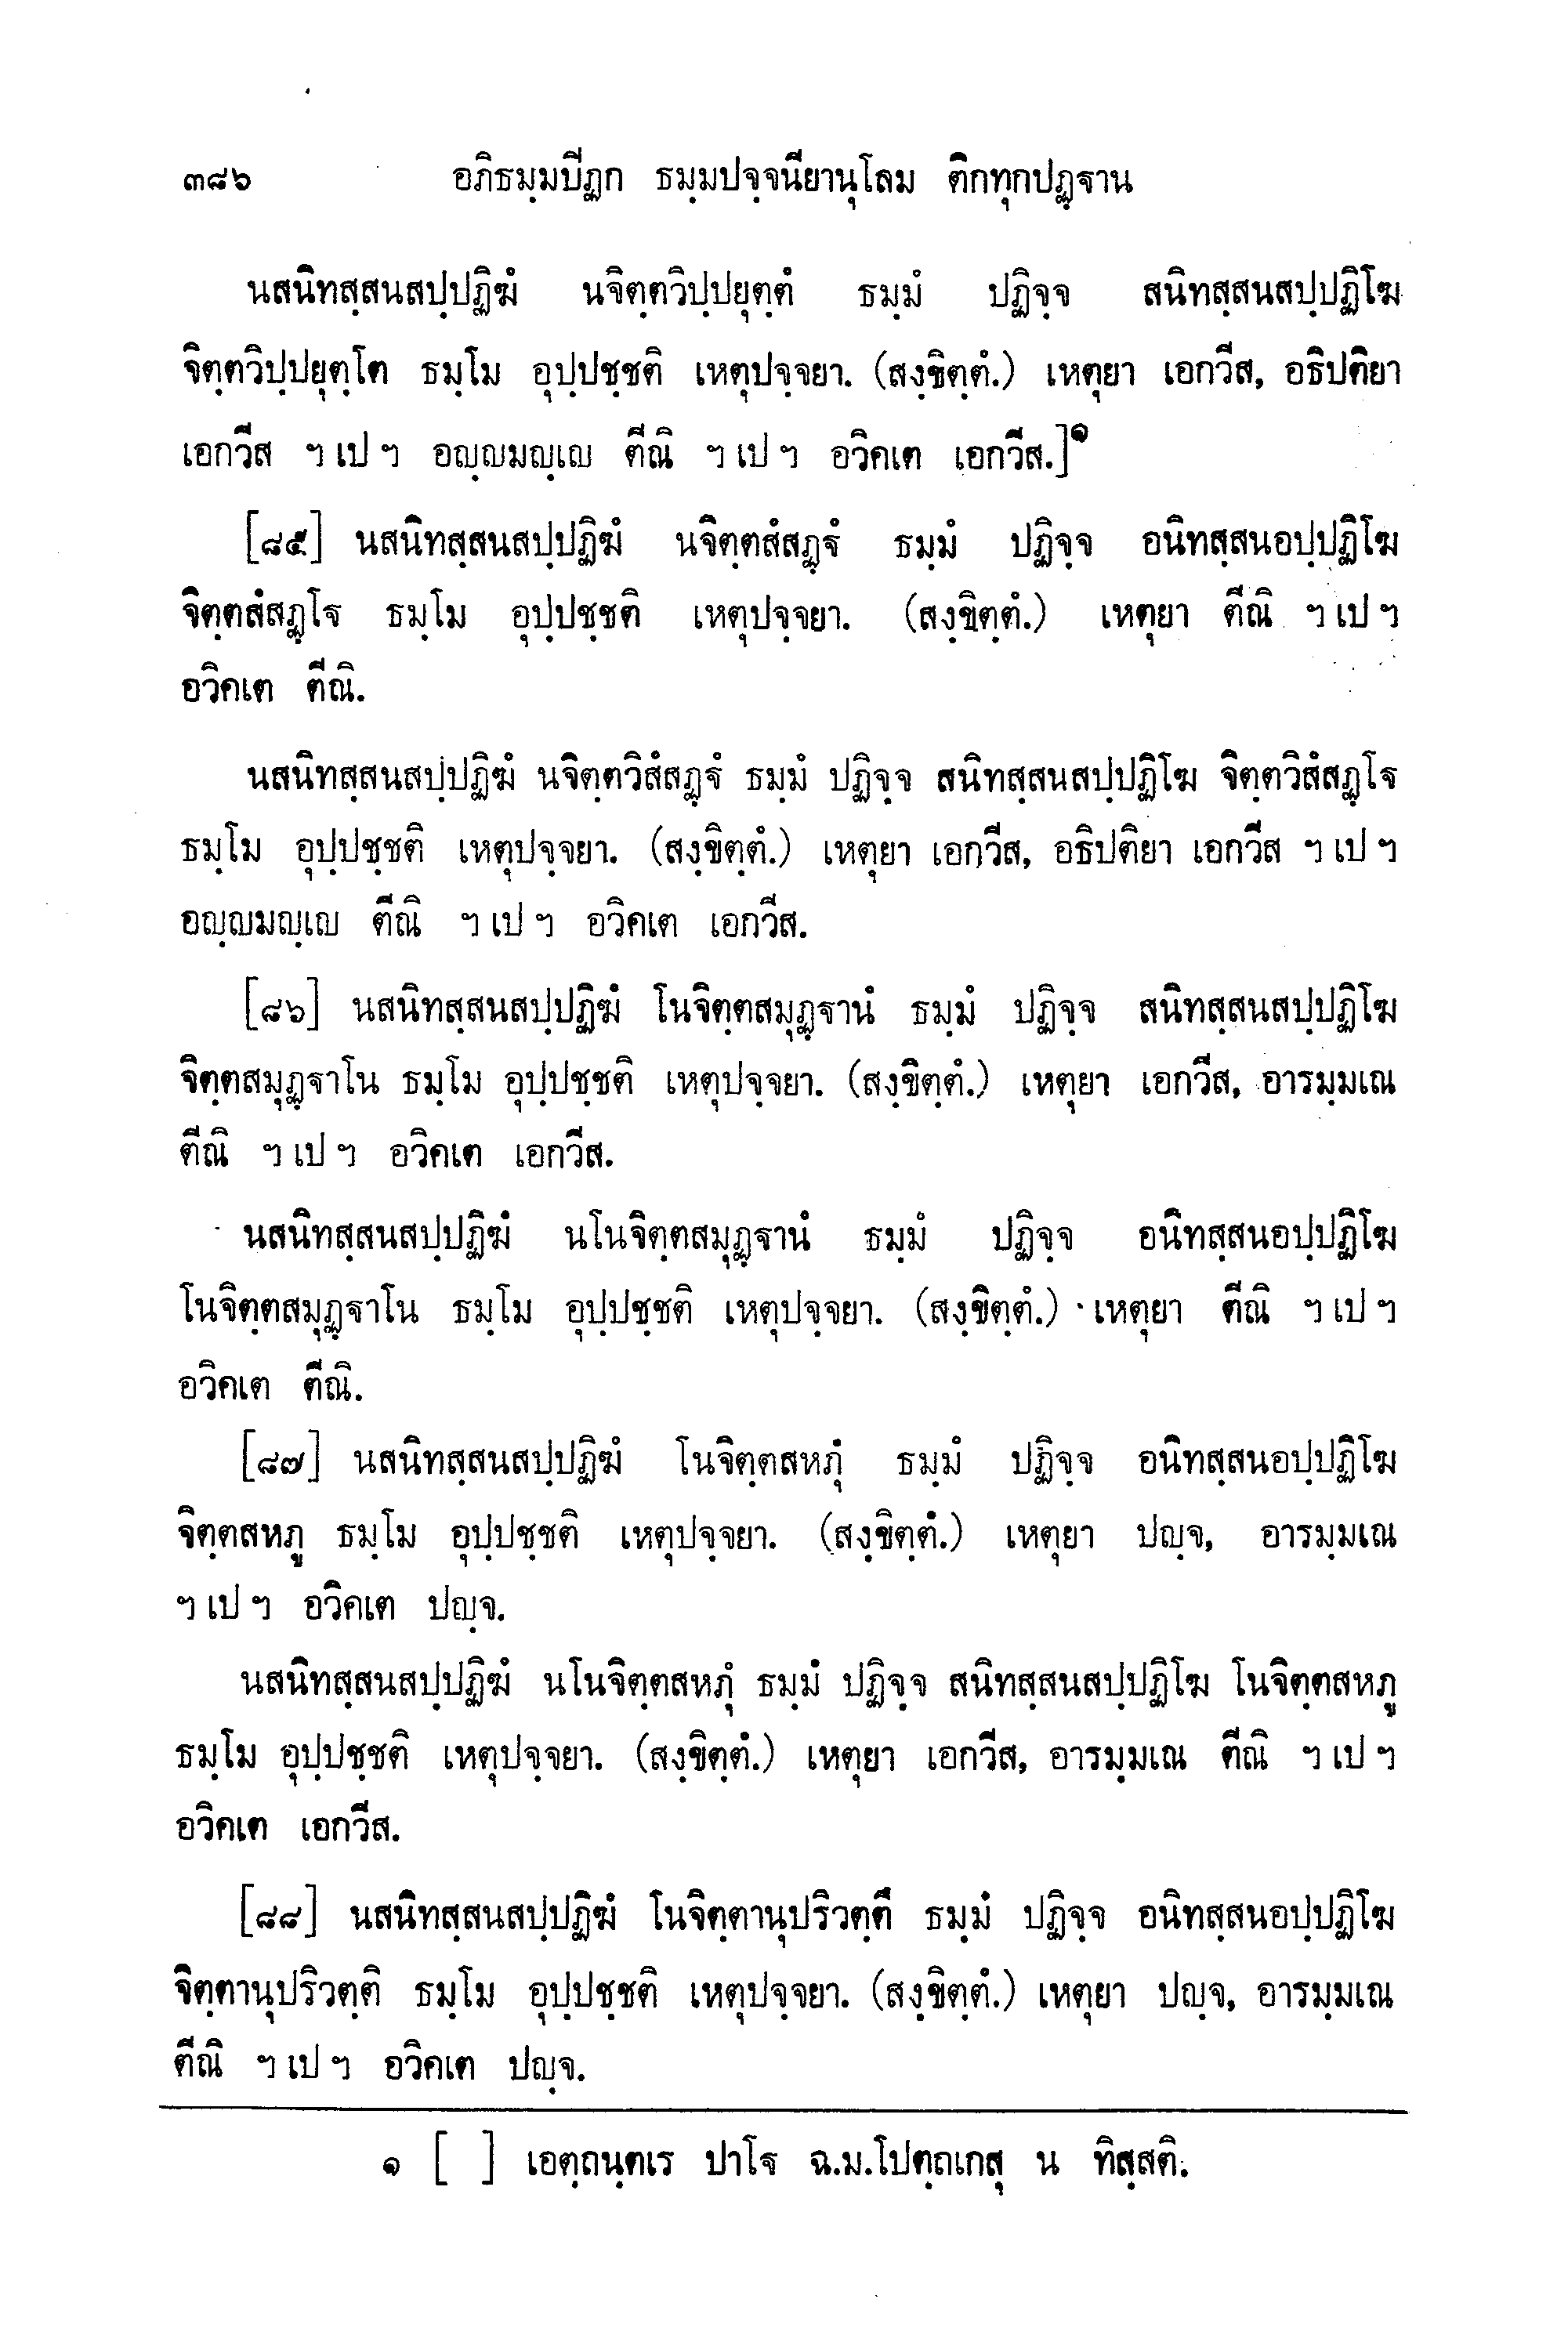 ๓๘๖ อภิธมฺมปีฏก ธมฺมปจฺจนียานุโลม ติกทุกปฏฺฐาน
นสนิทสฺสนสปฺปฏิฆํ นจิตฺตวิปฺปยุตฺตํ ธมฺมํ ปฏิจฺจ สนิทสฺสนสปฺปฏิโฆ
จิตฺตวิปฺปยุตฺโต ธมฺโม อุปฺปชฺชติ เหตุปจฺจยา. (สงฺขิตฺตํ.) เหตุยา เอกวีส, อธิปติยา
เอกวีส ฯ เป ฯ อญฺญมญฺเญ ตีณิ ฯ เป ฯ อวิคเต เอกวีส.]๑
[๘๕] นสนิทสฺสนสปฺปฏิฆํ นจิตฺตสํสฏฺฐํ ธมฺมํ ปฏิจฺจ อนิทสฺสนอปฺปฏิโฆ
จิตฺตสํสฏฺโฐ ธมฺโม อุปฺปชฺชติ เหตุปจฺจยา. (สงฺขิตฺตํ.) เหตุยา ตีณิ ฯ เป ฯ
อวิคเต ตีณิ.
นสนิทสฺสนสปฺปฏิฆํ นจิตฺตวิสํสฏฺฐํ ธมฺมํ ปฏิจฺจ สนิทสฺสนสปฺปฏิโฆ จิตฺตวิสํสฏฺโฐ
ธมฺโม อุปฺปชฺชติ เหตุปจฺจยา. (สงฺขิตฺตํ.) เหตุยา เอกวีส, อธิปติยา เอกวีส ฯ เป ฯ
อญฺญมญฺเญ ตีณิ ฯ เป ฯ อวิคเต เอกวีส.
[๘๖] นสนิทสฺสนสปฺปฏิฆํ โนจิตฺตสมุฏฺฐานํ ธมฺมํ ปฏิจฺจ สนิทสฺสนสปฺปฏิโฆ
จิตฺตสมุฏฺฐาโน ธมฺโม อุปฺปชฺชติ เหตุปจฺจยา. (สงฺขิตฺตํ.) เหตุยา เอกวีส, อารมฺมเณ
ตีณิ ฯ เป ฯ อวิคเต เอกวีส.
นสนิทสฺสนสปฺปฏิฆํ นโนจิตฺตสมุฏฺฐานํ ธมฺมํ ปฏิจฺจ อนิทสฺสนอปฺปฏิโฆ
โนจิตฺตสมุฏฺฐาโน ธมฺโม อุปฺปชฺชติ เหตุปจฺจยา. (สงฺขิตฺตํ.) เหตุยา ตีณิ ฯ เป ฯ
อวิคเต ตีณิ.
[๘๗] นสนิทสฺสนสปฺปฏิฆํ โนจิตฺตสหภุํ ธมฺมํ ปฏิจฺจ อนิทสฺสนอปฺปฏิโฆ
จิตฺตสหภู ธมฺโม อุปฺปชฺชติ เหตุปจฺจยา. (สงฺขิตฺตํ.) เหตุยา ปญฺจ, อารมฺมเณ
ฯ เป ฯ อวิคเต ปญฺจ.
นสนิทสฺสนสปฺปฏิฆํ นโนจิตฺตสหภุํ ธมฺมํ ปฏิจฺจ สนิทสฺสนสปฺปฏิโฆ โนจิตฺตสหภู
ธมฺโม อุปฺปชฺชติ เหตุปจฺจยา. (สงฺขิตฺตํ.) เหตุยา เอกวีส, อารมฺมเณ ตีณิ ฯ เป ฯ
อวิคเต เอกวีส.
[๘๘] นสนิทสฺสนสปฺปฏิฆํ โนจิตฺตานุปริวตฺตึ ธมฺมํ ปฏิจฺจ อนิทสฺสนอปฺปฏิโฆ
จิตฺตานุปริวตฺติ ธมฺโม อุปฺปชฺชติ เหตุปจฺจยา. (สงฺขิตฺตํ.) เหตุยา ปญฺจ, อารมฺมเณ
ตีณิ ฯ เป ฯ อวิคเต ปญฺจ.
๑ [ ] เอตฺถนฺตเร ปาโฐ ฉ.ม.โปตฺถเกสุ น ทิสฺสติ.